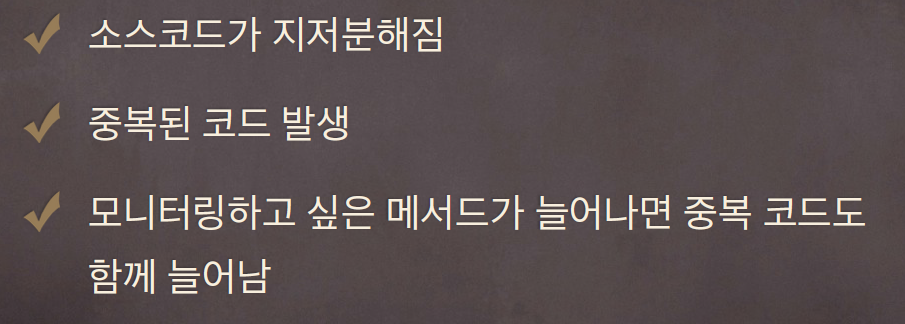 소스코드가 지저분해짐
중복된 코드 발생
모니터링하고 싶은 메서드가 늘어나면 중복 코드도
함께 늘어남